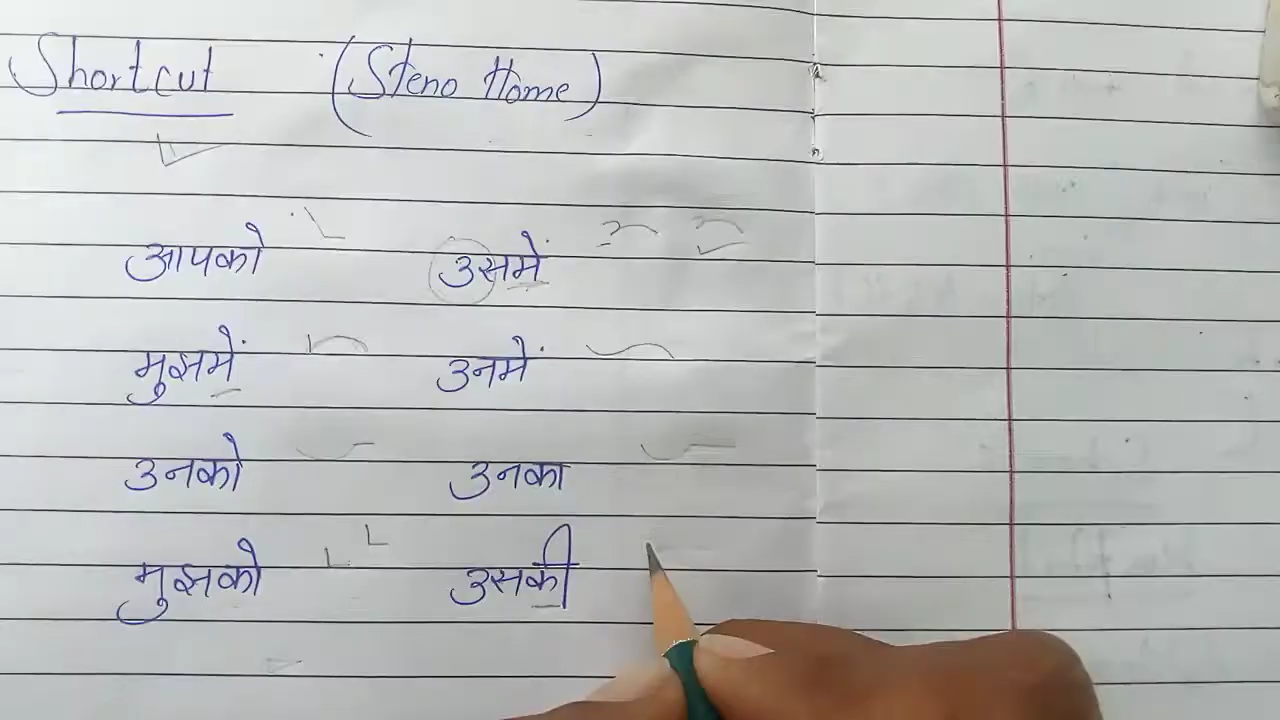 Shortcut (Steno Home)
आपको उसमें
मुझमें उनमें
उनको उनका
मुझको उसकी